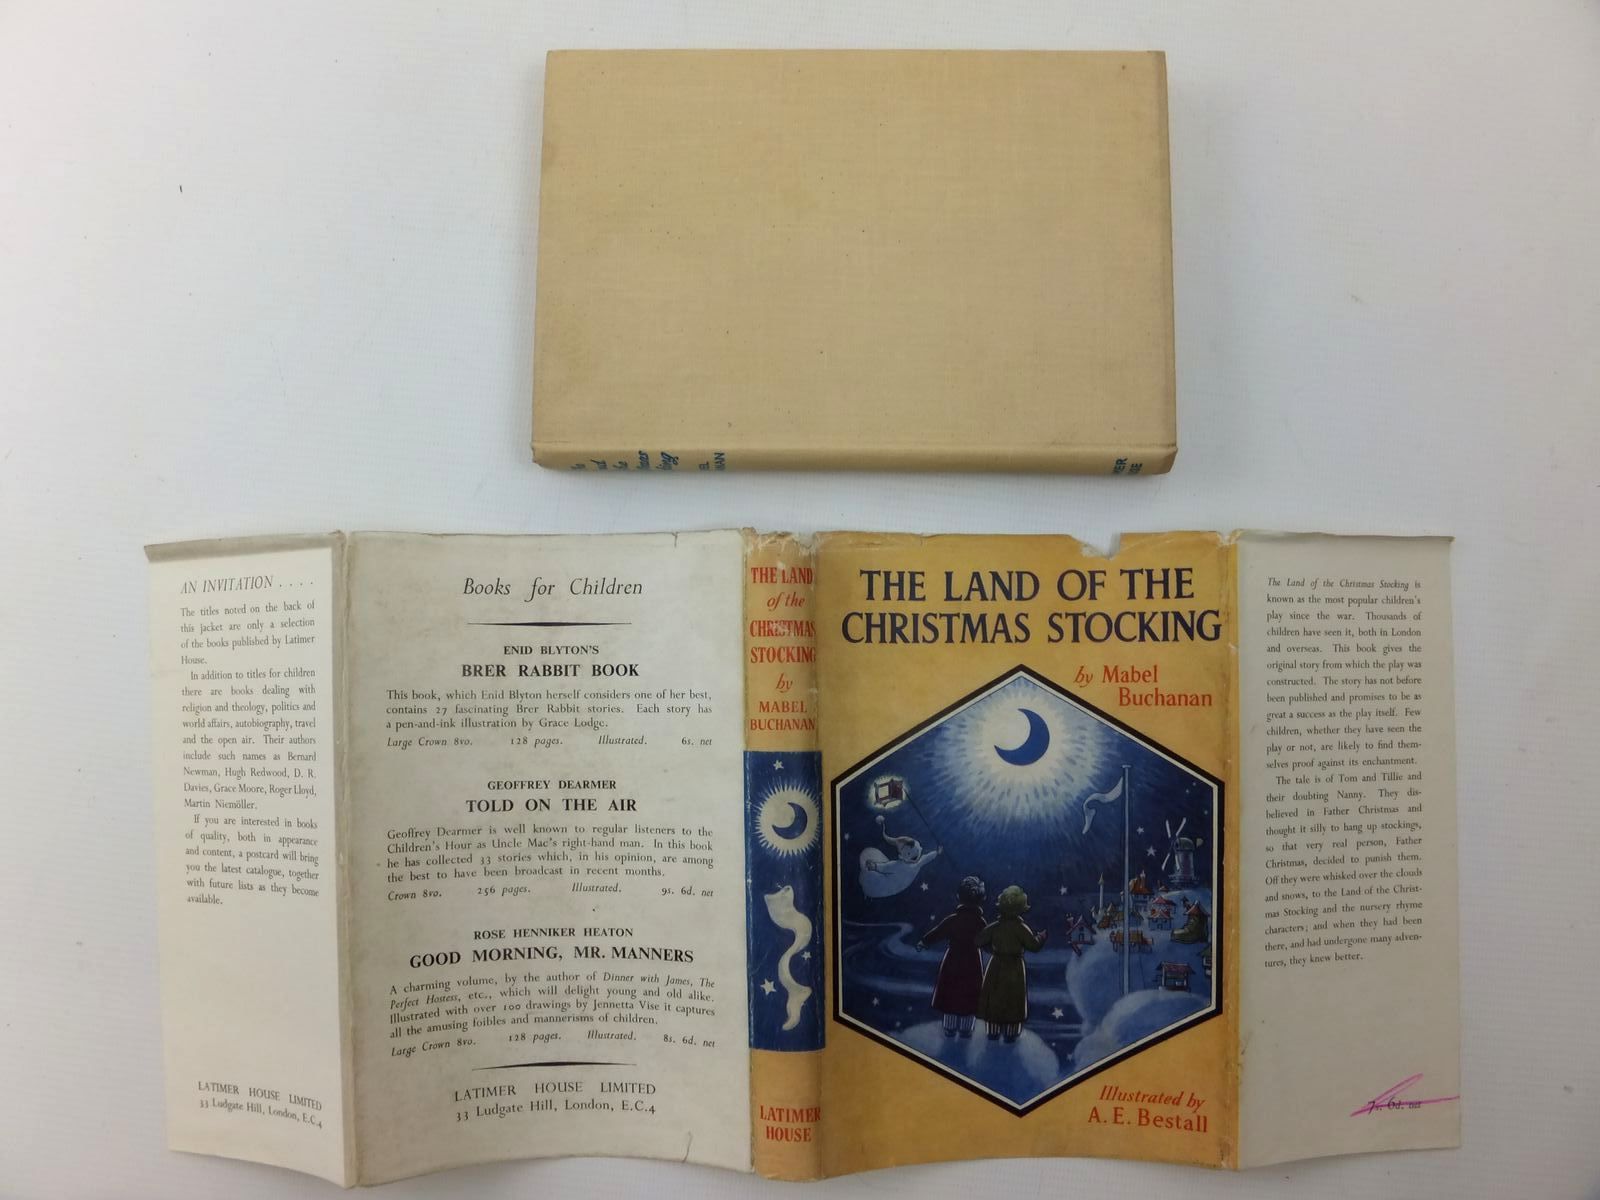 AN INVITATION . . . .
The titles noted on the back of
this jacket are only a selection
of the books published by Latimer
House.
In addition to titles for children
there are books dealing with
religion and theology, politics and
world affairs, autobiography, travel
and the open air. Their authors
include such names as Bernard
Newman, Hugh Redwood, D. R.
Davies, Grace Moore, Roger Lloyd,
Martin Niemöller.
If you are interested in books
of quality, both in appearance
and content, a postcard will bring
you the latest catalogue, together
with future lists as they become
available.
LATIMER HOUSE LIMITED
33 Ludgate Hill, London, E.C.4
Books for Children
ENID BLYTON'S
BRER RABBIT BOOK
This book, which Enid Blyton herself considers one of her best,
contains 27 fascinating Brer Rabbit stories. Each story has
a pen-and-ink illustration by Grace Lodge.
Large Crown 8vo. 128 pages. Illustrated. 6s. net
GEOFFREY DEARMER
TOLD ON THE AIR
Geoffrey Dearmer is well known to regular listeners to the
Children's Hour as Uncle Mac's right-hand man. In this book
he has collected 33 stories which, in his opinion, are among
the best to have been broadcast in recent months.
Crown 8vo. 256 pages. Illustrated. 9s. 6d. net
ROSE HENNIKER HEATON
GOOD MORNING, MR. MANNERS
A charming volume, by the author of Dinner with James, The
Perfect Hostess, etc., which will delight young and old alike.
Illustrated with over 100 drawings by Jennetta Vise it captures
all the amusing foibles and mannerisms of children.
Large Crown 8vo. 128 pages. Illustrated. 8s. 6d. net
LATIMER HOUSE LIMITED
33 Ludgate Hill, London, E.C.4
THE LAND
of the
CHRISTMAS
STOCKING
by
MABEL
BUCHANAN
LATIMER
HOUSE
THE LAND OF THE
CHRISTMAS STOCKING
by Mabel
Buchanan
Illustrated by
A. E. Bestall
The Land of the Christmas Stocking is
known as the most popular children's
play since the war. Thousands of
children have seen it, both in London
and overseas. This book gives the
original story from which the play was
constructed. The story has not before
been published and promises to be as
great a success as the play itself. Few
children, whether they have seen the
play or not, are likely to find them-
selves proof against its enchantment.
The tale is of Tom and Tillie and
their doubting Nanny. They dis-
believed in Father Christmas and
thought it silly to hang up stockings,
so that very real person, Father
Christmas, decided to punish them.
Off they were whisked over the clouds
and snows, to the Land of the Christ-
mas Stocking and the nursery rhyme
characters; and when they had been
there, and had undergone many adven-
tures, they knew better.
6d. net